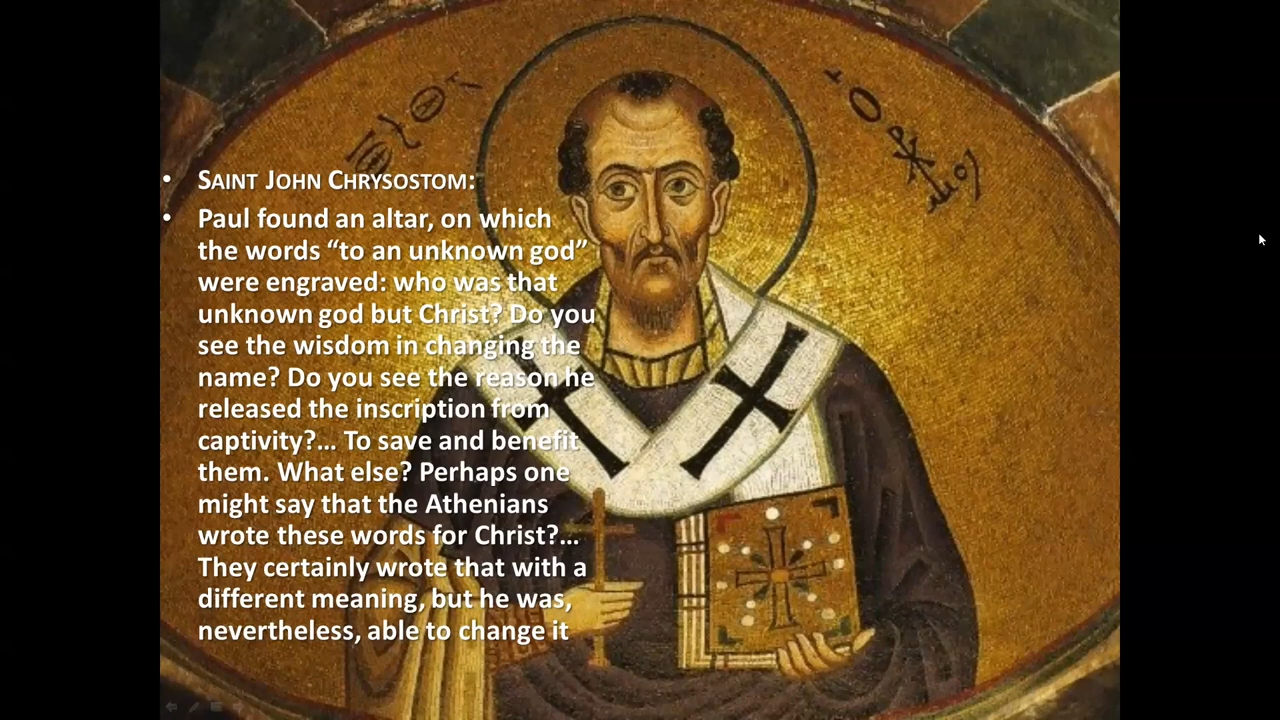 • SAINT JOHN CHRYSOSTOM:
• Paul found an altar, on which
the words “to an unknown god”
were engraved: who was that
unknown god but Christ? Do you
see the wisdom in changing the
name? Do you see the reason he
released the inscription from
captivity?... To save and benefit
them. What else? Perhaps one
might say that the Athenians
wrote these words for Christ?...
They certainly wrote that with a
different meaning, but he was,
nevertheless, able to change it